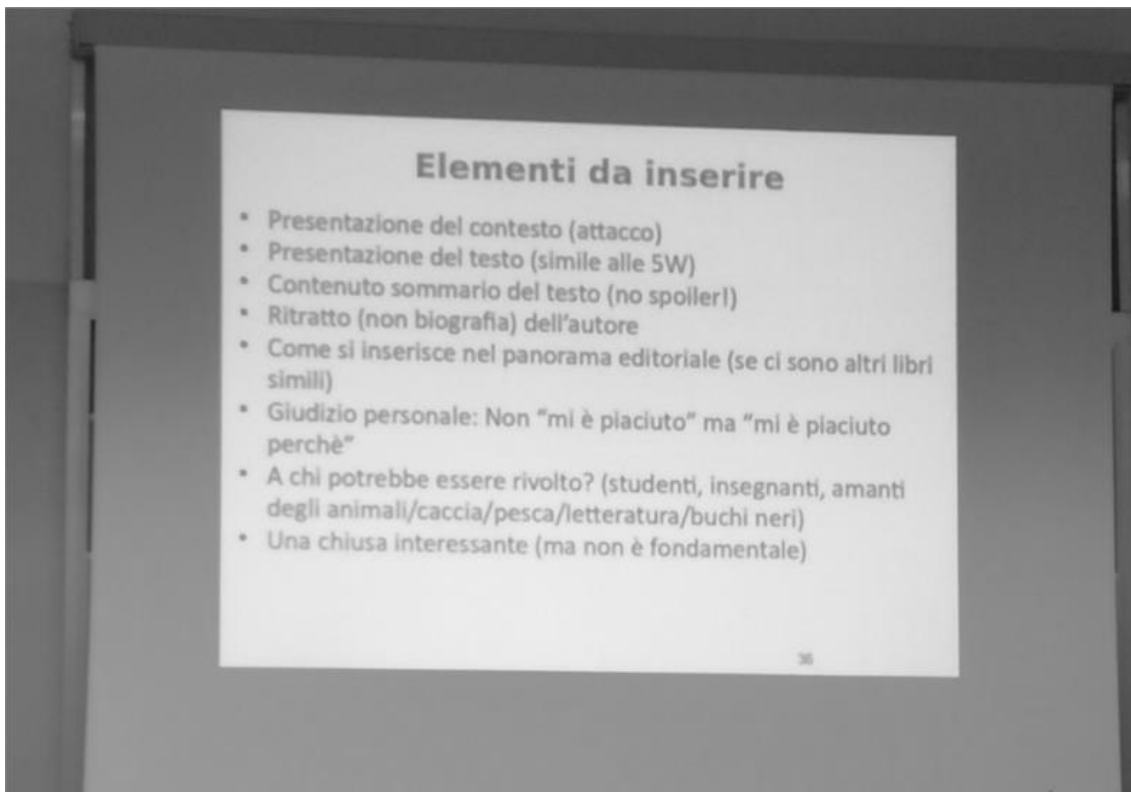 Elementi da inserire
• Presentazione del contesto (attacco)
• Presentazione del testo (simile alle 5W)
• Contenuto sommario del testo (no spoiler!)
• Ritratto (non biografia) dell'autore
• Come si inserisce nel panorama editoriale (se ci sono altri libri
simili)
• Giudizio personale: Non "mi è piaciuto" ma "mi è piaciuto
perchè"
• A chi potrebbe essere rivolto? (studenti, insegnanti, amanti
degli animali/caccia/pesca/letteratura/buchi neri)
• Una chiusa interessante (ma non è fondamentale)
36